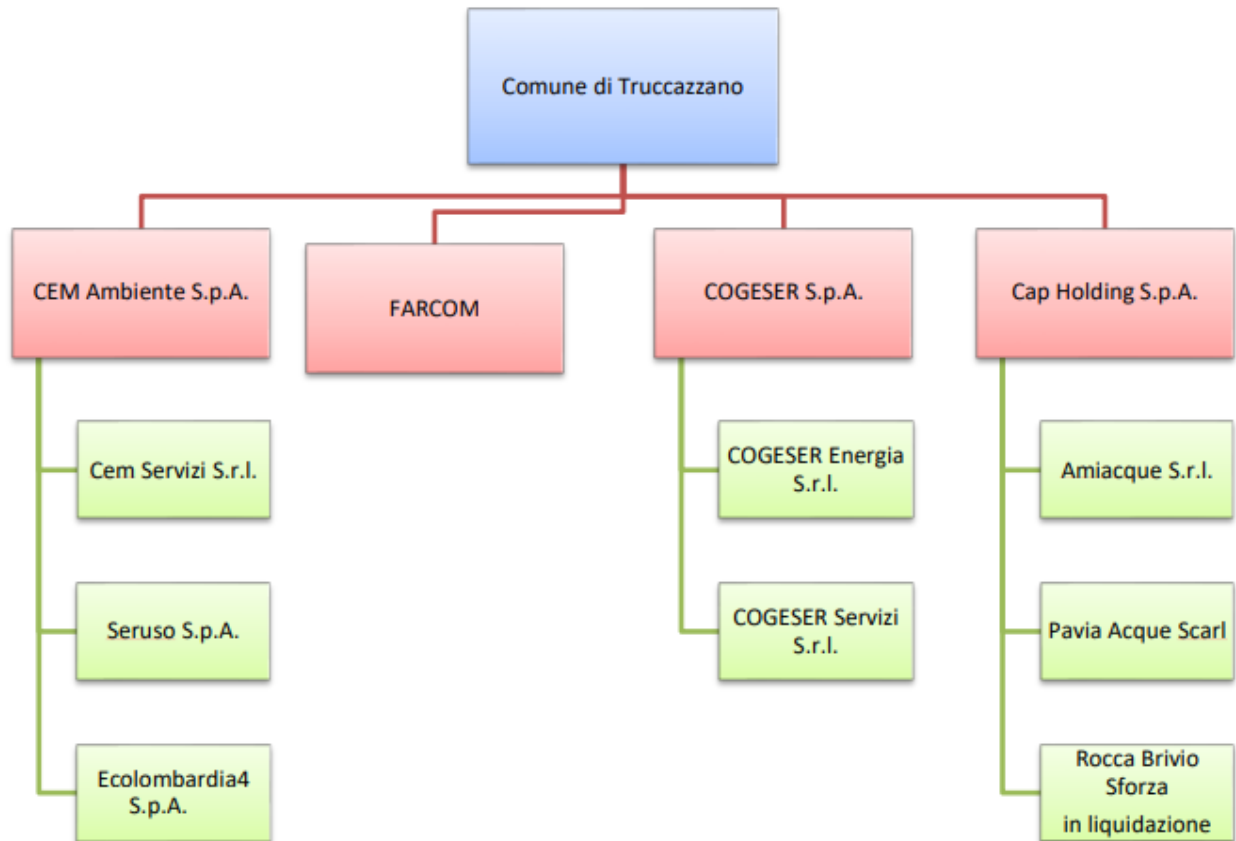 Comune di Truccazzano
CEM Ambiente S.p.A.
FARCOM
COGESER S.p.A.
Cap Holding S.p.A.
Cem Servizi S.r.l.
COGESER Energia
S.r.l.
Amiacque S.r.l.
Seruso S.p.A.
COGESER Servizi
S.r.l.
Pavia Acque Scarl
Ecolombardia4
S.p.A.
Rocca Brivio
Sforza
in liquidazione